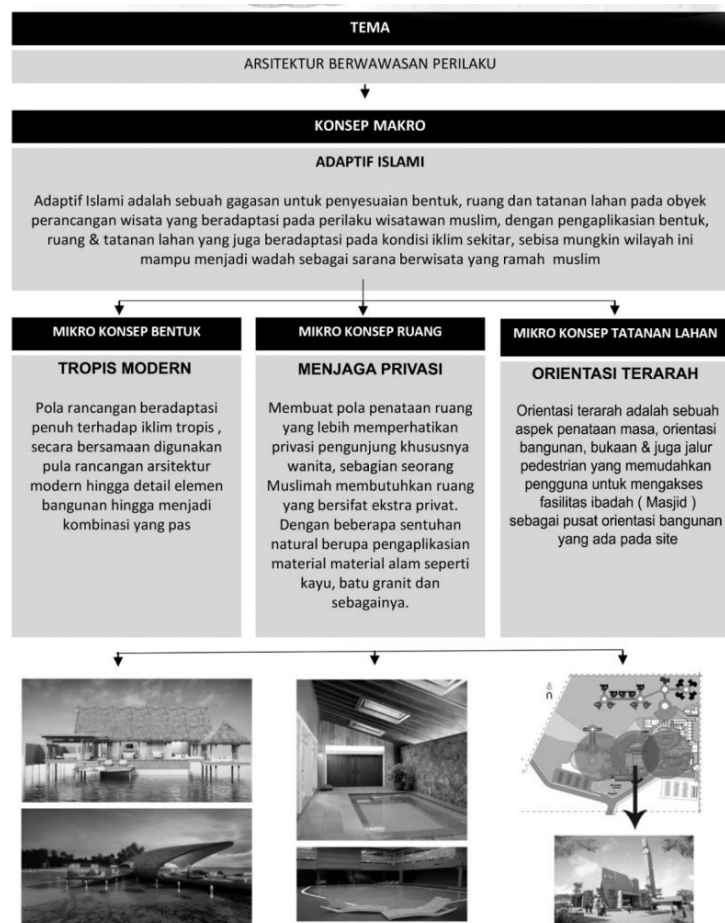 TEMA
ARSITEKTUR BERWAWASAN PERILAKU
KONSEP MAKRO
ADAPTIF ISLAMI
Adaptif Islami adalah sebuah gagasan untuk penyesuaian bentuk, ruang dan tatanan lahan pada obyek
perancangan wisata yang beradaptasi pada perilaku wisatawan muslim, dengan pengaplikasian bentuk,
ruang & tatanan lahan yang juga beradaptasi pada kondisi iklim sekitar, sebisa mungkin wilayah ini
mampu menjadi wadah sebagai sarana berwisata yang ramah muslim
MIKRO KONSEP BENTUK
TROPIS MODERN
Pola rancangan beradaptasi
penuh terhadap iklim tropis ,
secara bersamaan digunakan
pula rancangan arsitektur
modern hingga detail elemen
bangunan hingga menjadi
kombinasi yang pas
MIKRO KONSEP RUANG
MENJAGA PRIVASI
Membuat pola penataan ruang
yang lebih memperhatikan
privasi pengunjung khususnya
wanita, sebagian seorang
Muslimah membutuhkan ruang
yang bersifat ekstra privat.
Dengan beberapa sentuhan
natural berupa pengaplikasian
material material alam seperti
kayu, batu granit dan
sebagainya.
MIKRO KONSEP TATANAN LAHAN
ORIENTASI TERARAH
Orientasi terarah adalah sebuah
aspek penataan masa, orientasi
bangunan, bukaan & juga jalur
pedestrian yang memudahkan
pengguna untuk mengakses
fasilitas ibadah ( Masjid )
sebagai pusat orientasi bangunan
yang ada pada site